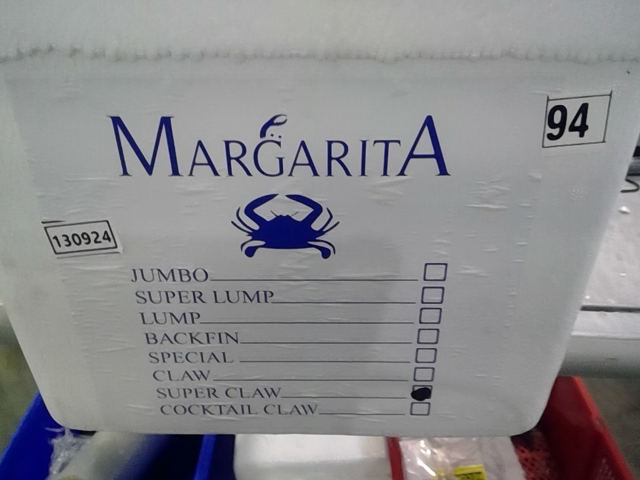 MARGARITA
94
130924
JUMBO
SUPER LUMP
LUMP
BACKFIN
SPECIAL
CLAW
SUPER CLAW
COCKTAIL CLAW